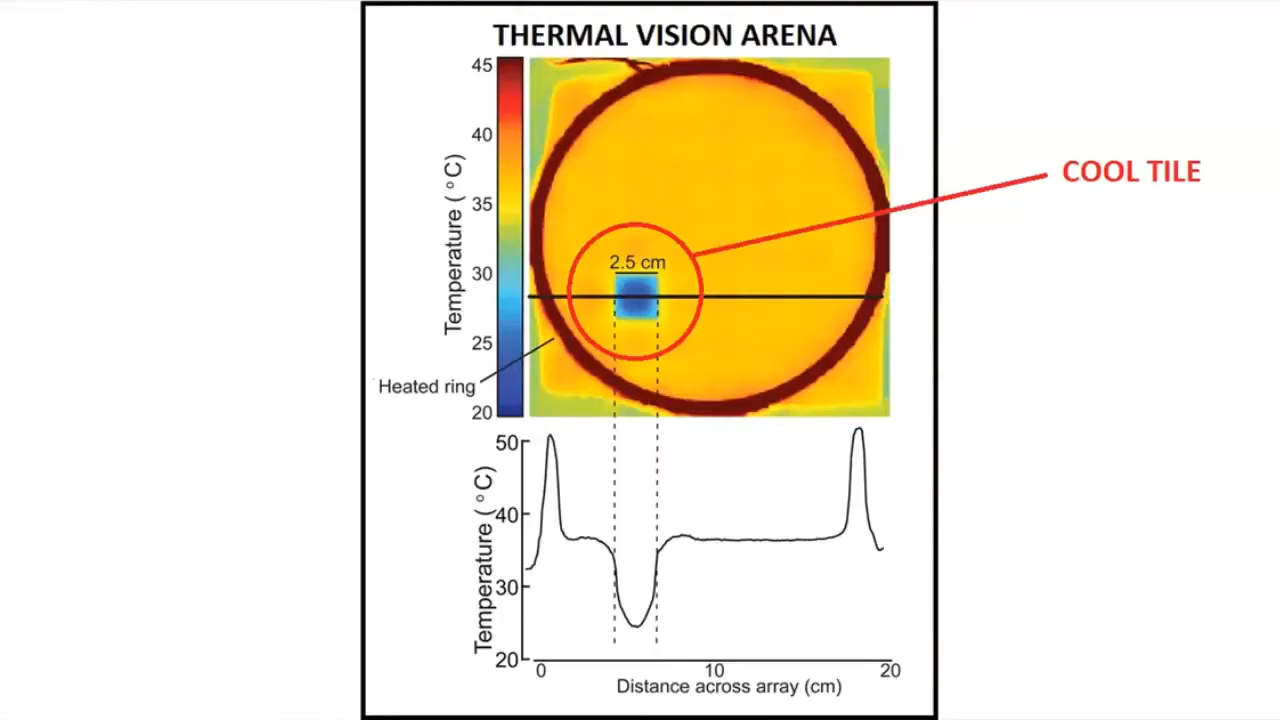 THERMAL VISION ARENA
45
40
35
30
25
20
Temperature ( °C)
COOL TILE
2.5 cm
Heated ring
50
40
30
20
Temperature ( °C)
0 10 20
Distance across array (cm)